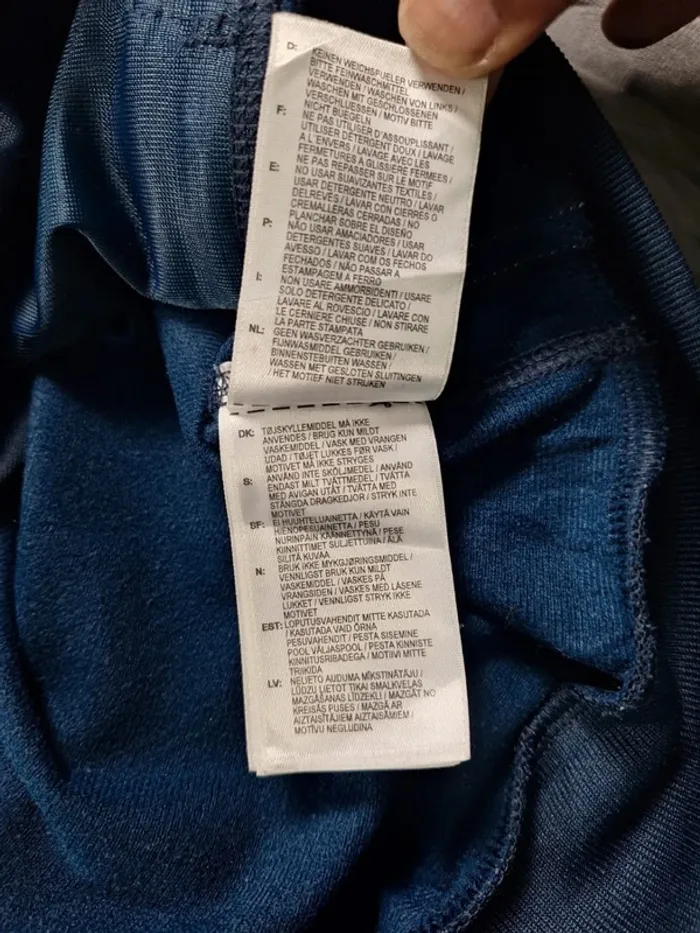 D: KEINEN WEICHSPUELER VERWENDEN /
BITTE FEINWASCHMITTEL
VERWENDEN / WASCHEN VON LINKS /
WASCHEN MIT GESCHLOSSENEN
VERSCHLUESSEN / MOTIV BITTE
NICHT BUEGELN
F: NE PAS UTILISER D'ASSOUPLISSANT /
UTILISER DETERGENT DOUX / LAVAGE
A L'ENVERS / LAVAGE AVEC LES
FERMETURES A GLISSIERE FERMEES /
NE PAS REPASSER SUR LE MOTIF
E: NO USAR SUAVIZANTES TEXTILES /
USAR DETERGENTE NEUTRO / LAVAR
DELREVÉS / LAVAR CON CIERRES O
CREMALLERAS CERRADAS / NO
PLANCHAR SOBRE EL DISEÑO
P: NÃO USAR AMACIADORES / USAR
DETERGENTES SUAVES / LAVAR DO
AVESSO / LAVAR COM OS FECHOS
FECHADOS / NÃO PASSAR A
ESTAMPAGEM A FERRO
I: NON USARE AMMORBIDENTI / USARE
SOLO DETERGENTE DELICATO /
LAVARE AL ROVESCIO / LAVARE CON
LE CERNIERE CHIUSE / NON STIRARE
LA PARTE STAMPATA
NL: GEEN WASVERZACHTER GEBRUIKEN /
FIJNWASMIDDEL GEBRUIKEN /
BINNENSTEBUITEN WASSEN /
WASSEN MET GESLOTEN SLUITINGEN
/ HET MOTIEF NIET STRIJKEN
DK: TØJSKYLLEMIDDEL MÅ IKKE
ANVENDES / BRUG KUN MILDT
VASKEMIDDEL / VASK MED VRANGEN
UDAD / TØJET LUKKES FØR VASK /
MOTIVET MÅ IKKE STRYGES
S: ANVÄND INTE SKÖLJMEDEL / ANVÄND
ENDAST MILT TVÄTTMEDEL / TVÄTTA
MED AVIGAN UTÅT / TVÄTTA MED
STÄNGDA DRAGKEDJOR / STRYK INTE
MOTIVET
SF: EI HUUHTELUAINETTA / KÄYTÄ VAIN
HIENOPESUAINETTA / PESU
NURINPAIN KÄÄNNETTYNÄ / PESE
KIINNITTIMET SULJETTUINA / ÄLÄ
SILITÄ KUVAA
N: BRUK IKKE MYKGJØRINGSMIDDEL /
VENNLIGST BRUK KUN MILDT
VASKEMIDDEL / VASKES PÅ
VRANGSIDEN / VASKES MED LÅSENE
LUKKET / VENNLIGST STRYK IKKE
MOTIVET
EST: LOPUTUSVAHENDIT MITTE KASUTADA
/ KASUTADA VAID ÕRNA
PESUVAHENDIT / PESTA SISEMINE
POOL VÄLJASPOOL / PESTA KINNISTE
KINNITUSRIBADEGA / MOTIIVI MITTE
TRIIKIDA
LV: NELIETO AUDUMA MĪKSTINĀTĀJU /
LŪDZU LIETOT TIKAI SMALKVELAS
MAZGĀŠANAS LĪDZEKLI / MAZGĀT NO
KREISĀS PUSES / MAZGĀ AR
AIZTAISĪTĀJIEM AIZTAISĀMIEM /
MOTĪVU NEGLUDINA